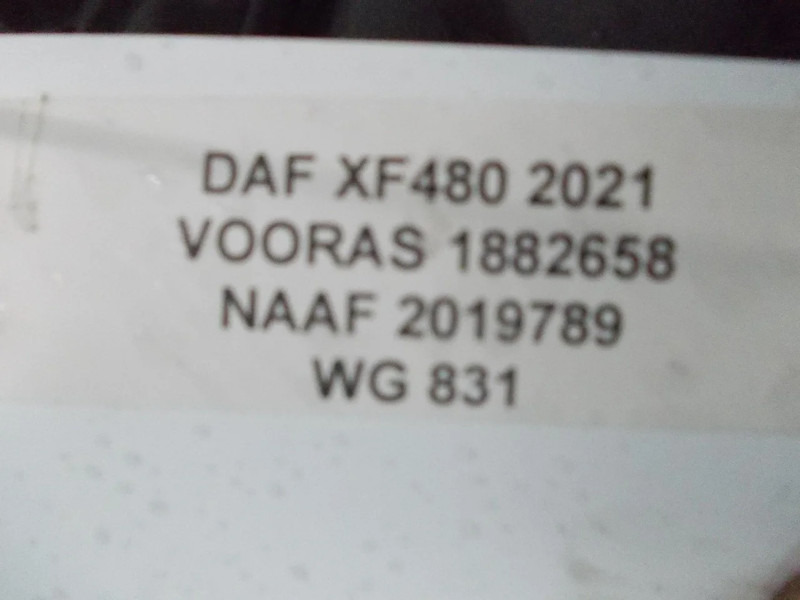 DAF XF480 2021
VOORAS 1882658
NAAF 2019789
WG 831